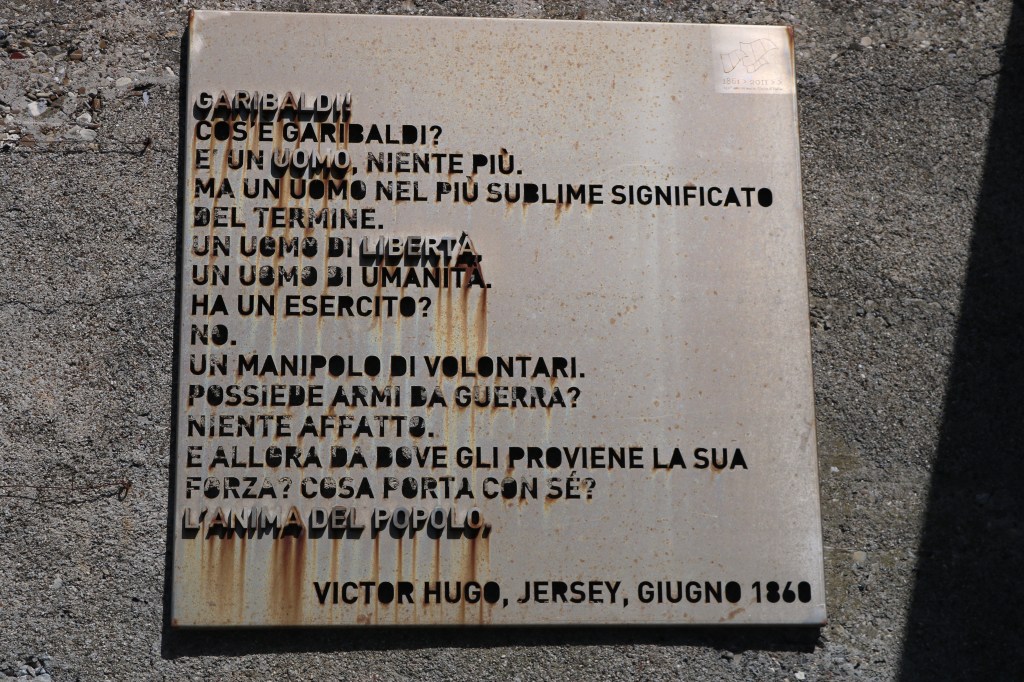 GARIBALDI!
COS'E GARIBALDI?
E' UN UOMO, NIENTE PIÙ.
MA UN UOMO NEL PIÙ SUBLIME SIGNIFICATO
DEL TERMINE.
UN UOMO DI LIBERTÀ.
UN UOMO DI UMANITÀ.
HA UN ESERCITO?
NO.
UN MANIPOLO DI VOLONTARI.
POSSIEDE ARMI DA GUERRA?
NIENTE AFFATTO.
E ALLORA DA DOVE GLI PROVIENE LA SUA
FORZA? COSA PORTA CON SÉ?
L'ANIMA DEL POPOLO.
VICTOR HUGO, JERSEY, GIUGNO 1860